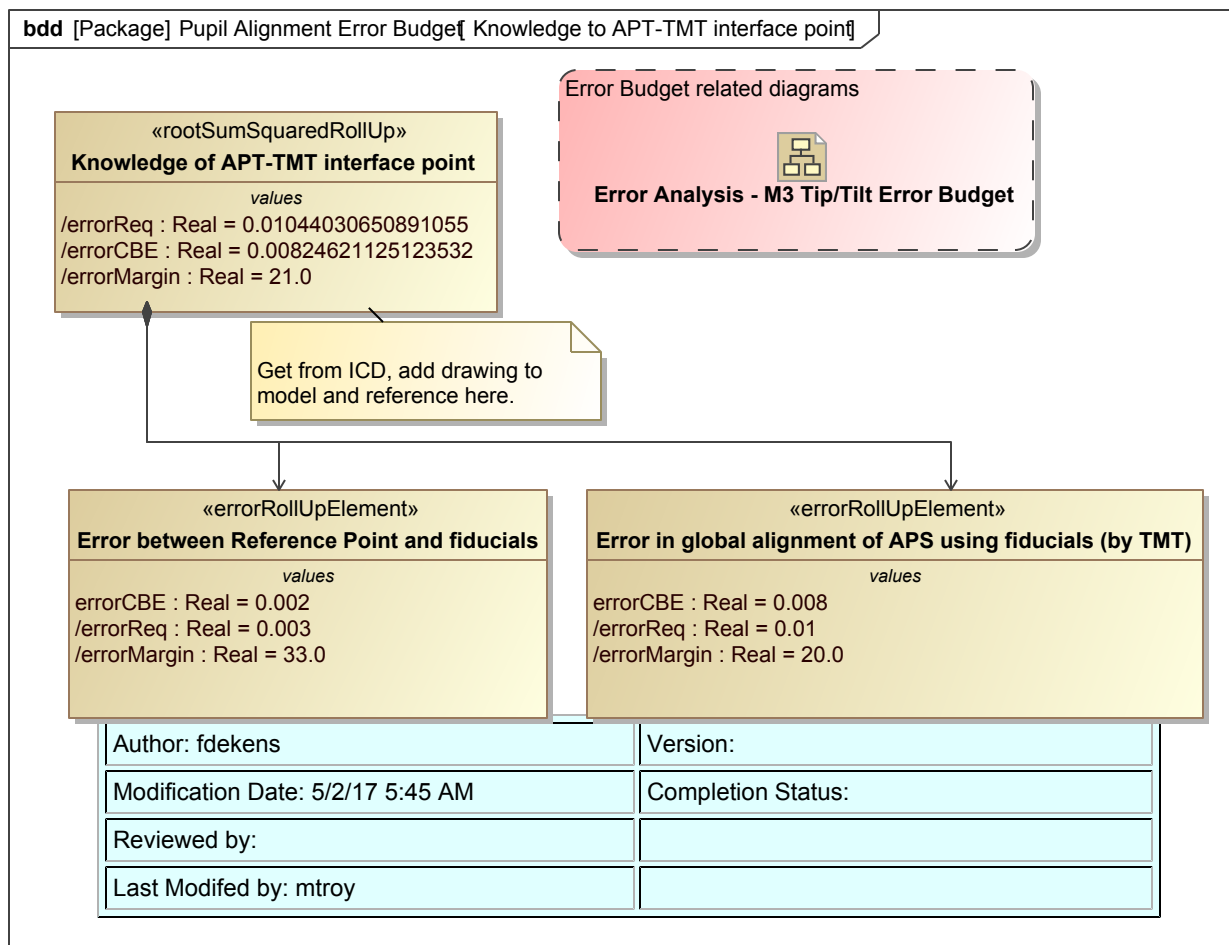 bdd [Package] Pupil Alignment Error Budget[ Knowledge to APT-TMT interface point]
Error Budget related diagrams
Error Analysis - M3 Tip/Tilt Error Budget
«rootSumSquaredRollUp»
Knowledge of APT-TMT interface point
values
/errorReq : Real = 0.01044030650891055
/errorCBE : Real = 0.00824621125123532
/errorMargin : Real = 21.0
Get from ICD, add drawing to
model and reference here.
«errorRollUpElement»
Error between Reference Point and fiducials
values
errorCBE : Real = 0.002
/errorReq : Real = 0.003
/errorMargin : Real = 33.0
«errorRollUpElement»
Error in global alignment of APS using fiducials (by TMT)
values
errorCBE : Real = 0.008
/errorReq : Real = 0.01
/errorMargin : Real = 20.0
Author: fdekens
Version:
Modification Date: 5/2/17 5:45 AM
Completion Status:
Reviewed by:
Last Modifed by: mtroy